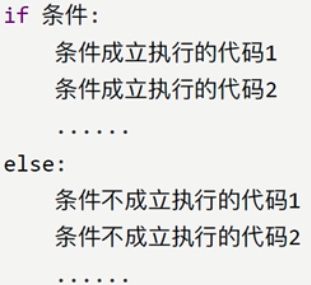 if 条件:
    条件成立执行的代码1
    条件成立执行的代码2
    ......
else:
    条件不成立执行的代码1
    条件不成立执行的代码2
    ......